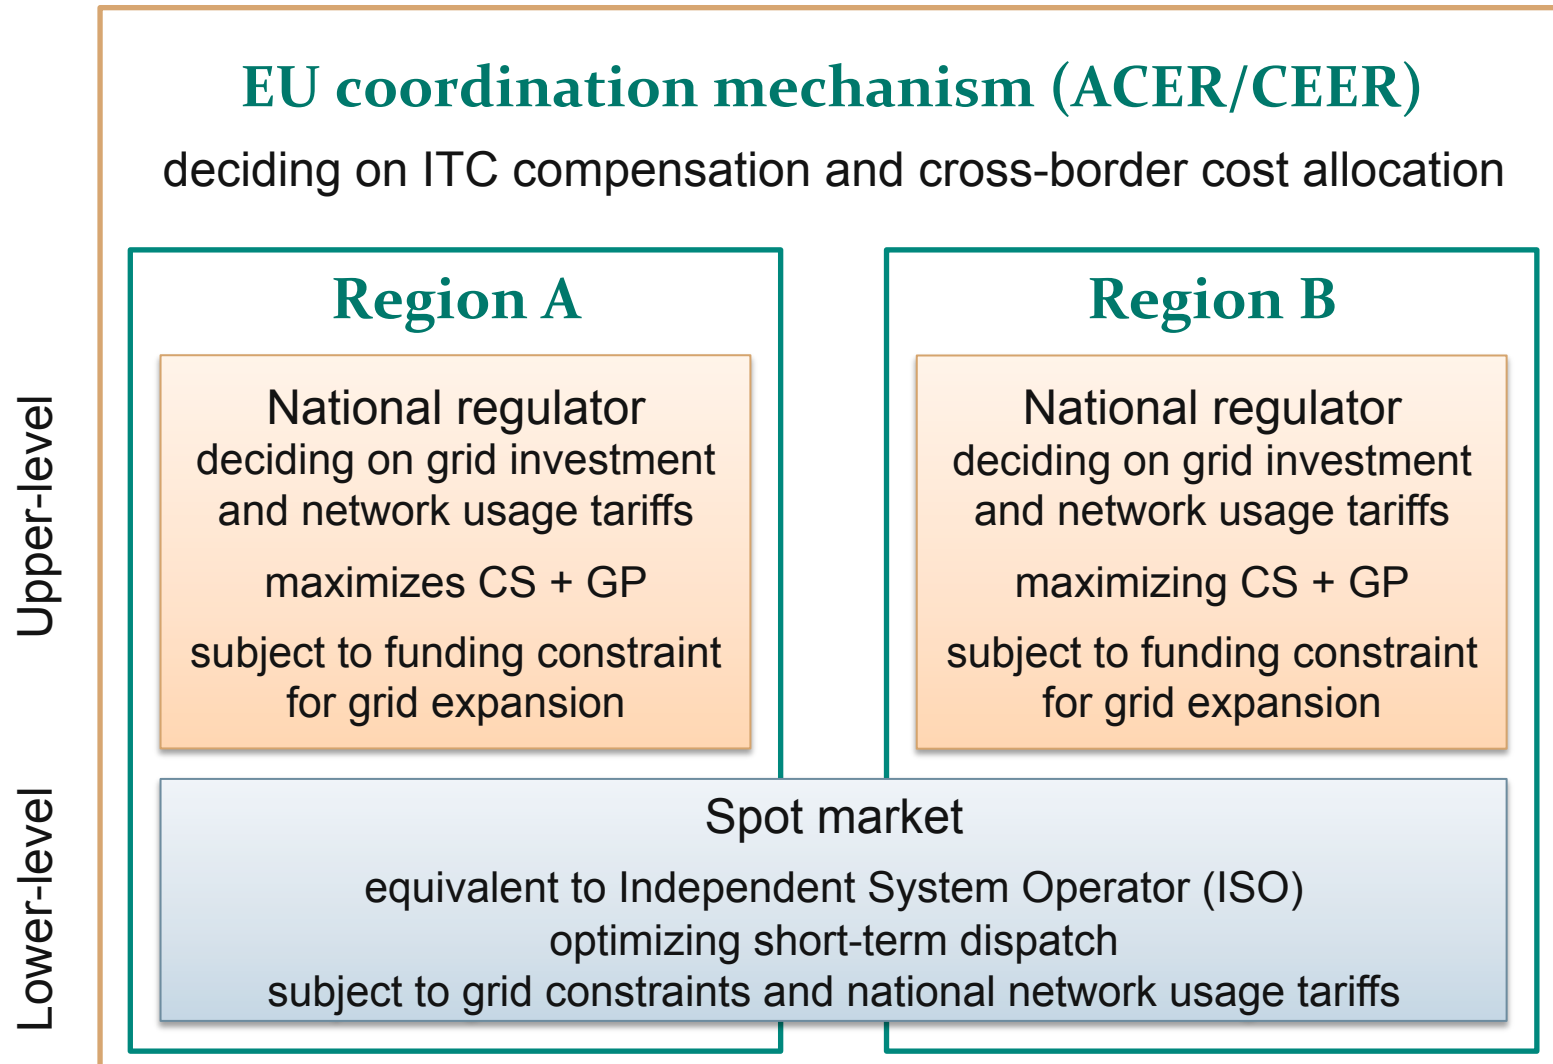 EU coordination mechanism (ACER/CEER)
deciding on ITC compensation and cross-border cost allocation
Upper-level
Region A
National regulator
deciding on grid investment
and network usage tariffs
maximizes CS + GP
subject to funding constraint
for grid expansion
Region B
National regulator
deciding on grid investment
and network usage tariffs
maximizing CS + GP
subject to funding constraint
for grid expansion
Lower-level
Spot market
equivalent to Independent System Operator (ISO)
optimizing short-term dispatch
subject to grid constraints and national network usage tariffs